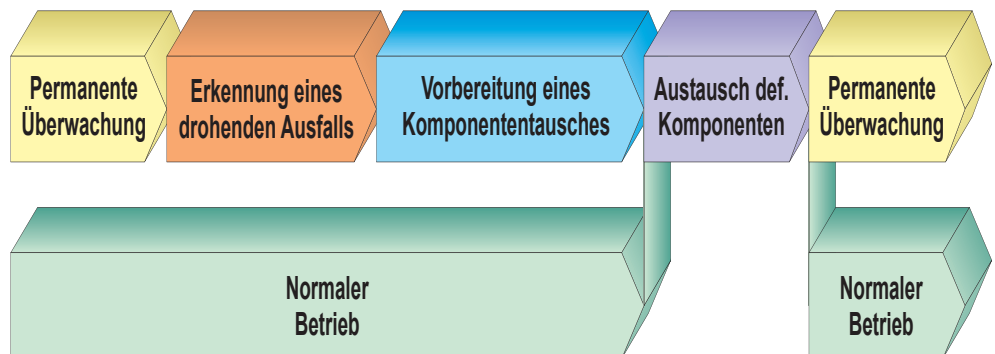 Permanente
Überwachung
Erkennung eines
drohenden Ausfalls
Vorbereitung eines
Komponententausches
Austausch def.
Komponenten
Permanente
Überwachung
Normaler
Betrieb
Normaler
Betrieb